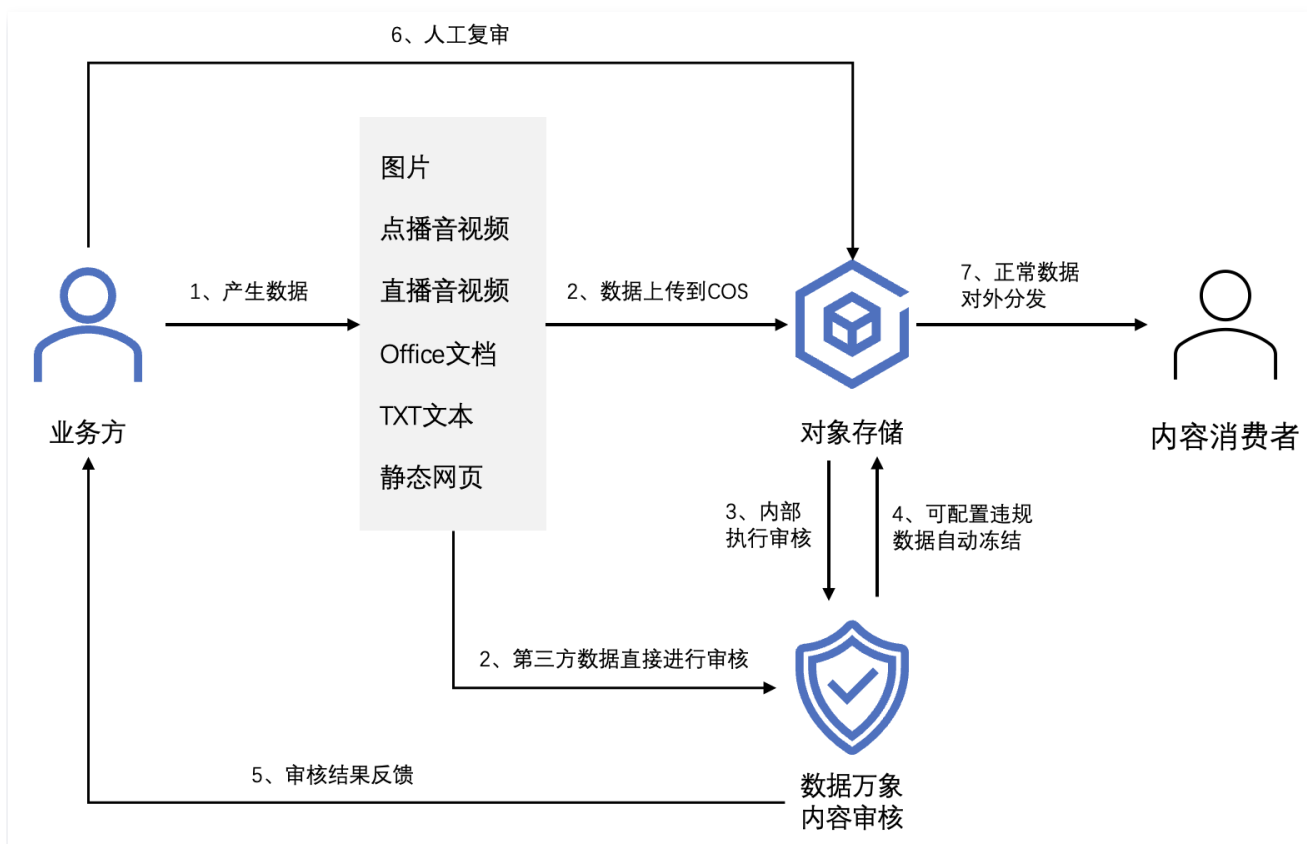 6、人工复审
图片
点播音视频
直播音视频
Office文档
TXT文本
静态网页
1、产生数据
2、数据上传到COS
7、正常数据
对外分发
业务方
对象存储
内容消费者
3、内部
执行审核
4、可配置违规
数据自动冻结
2、第三方数据直接进行审核
5、审核结果反馈
数据万象
内容审核